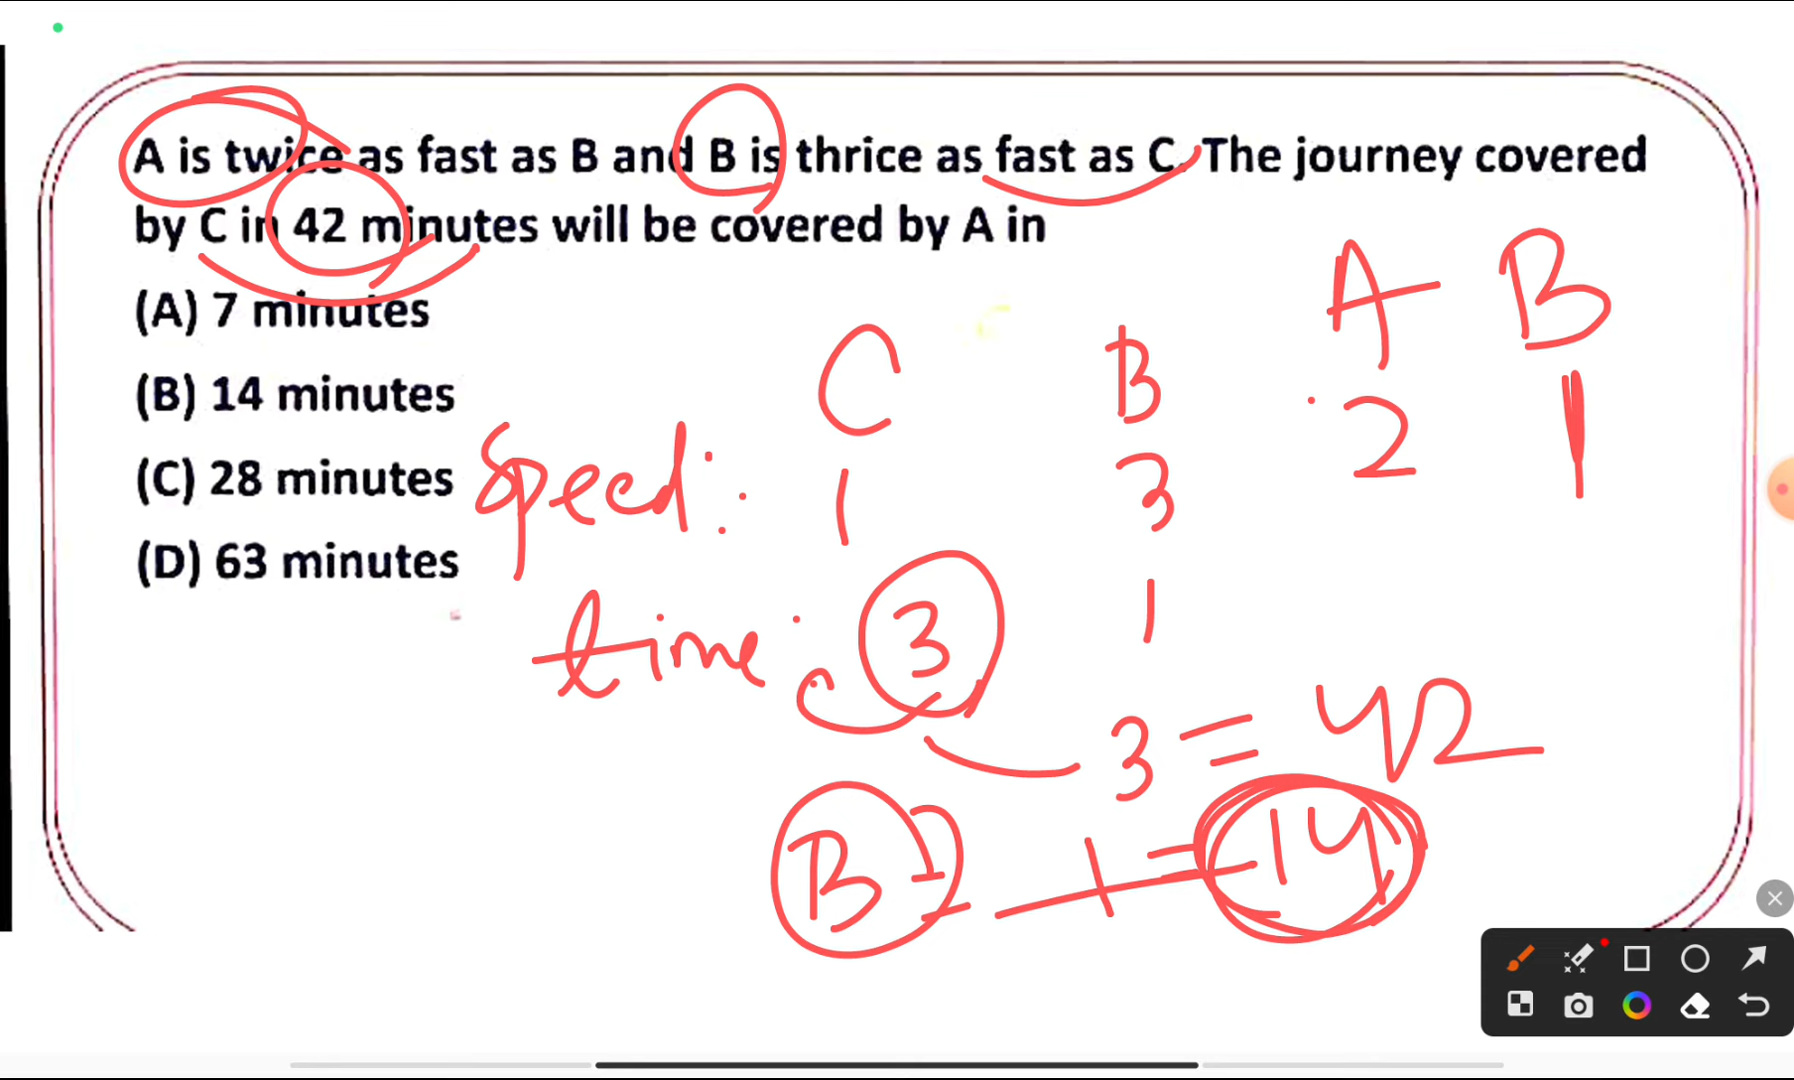 A is twice as fast as B and B is thrice as fast as C. The journey covered
by C in 42 minutes will be covered by A in
(A) 7 minutes
(B) 14 minutes
(C) 28 minutes
(D) 63 minutes
A B
2 1
C B
Speed: 1 3
time: 3 1
3 = 42
B = 1 = 14